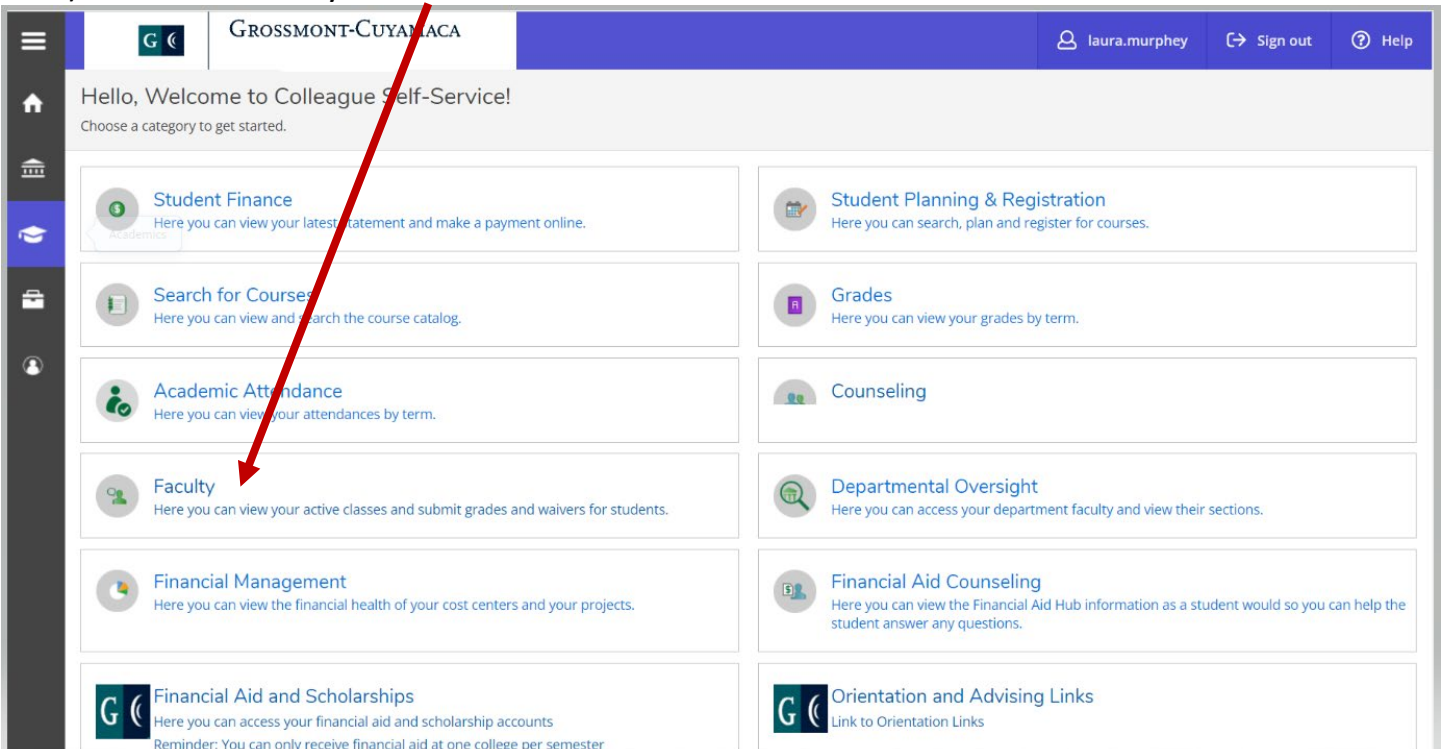 G GROSSMONT-CUYAMACA
laura.murphey Sign out Help
Hello, Welcome to Colleague Self-Service!
Choose a category to get started.
Student Finance
Here you can view your latest statement and make a payment online.
Academics
Student Planning & Registration
Here you can search, plan and register for courses.
Search for Courses
Here you can view and search the course catalog.
Grades
Here you can view your grades by term.
Academic Attendance
Here you can view your attendances by term.
Counseling
Faculty
Here you can view your active classes and submit grades and waivers for students.
Departmental Oversight
Here you can access your department faculty and view their sections.
Financial Management
Here you can view the financial health of your cost centers and your projects.
Financial Aid Counseling
Here you can view the Financial Aid Hub information as a student would so you can help the
student answer any questions.
G Financial Aid and Scholarships
Here you can access your financial aid and scholarship accounts
Reminder: You can only receive financial aid at one college per semester
G Orientation and Advising Links
Link to Orientation Links